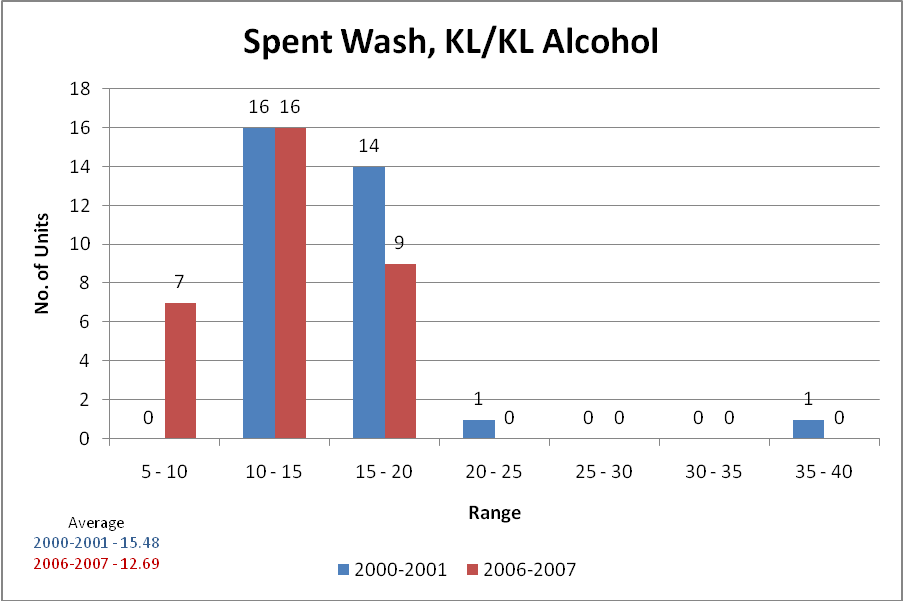 Spent Wash, KL/KL Alcohol
No. of Units
18
16
14
12
10
8
6
4
2
0
0 7
16 16
14 9
1 0
0 0
0 0
1 0
5 - 10 10 - 15 15 - 20 20 - 25 25 - 30 30 - 35 35 - 40
Range
Average
2000-2001 - 15.48
2006-2007 - 12.69
2000-2001 2006-2007